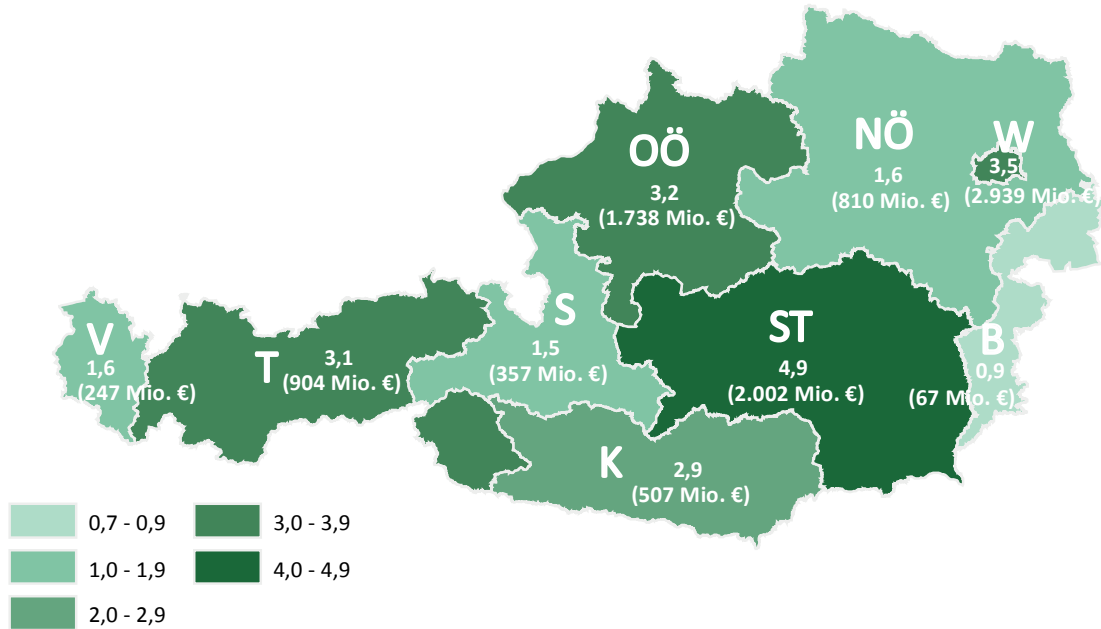 OÖ
3,2
(1.738 Mio. €)
NÖ
1,6
(810 Mio. €)
W
3,5
(2.939 Mio. €)
V
1,6
(247 Mio. €)
T
3,1
(904 Mio. €)
S
1,5
(357 Mio. €)
ST
4,9
(2.002 Mio. €)
B
0,9
(67 Mio. €)
K
2,9
(507 Mio. €)
0,7 - 0,9
1,0 - 1,9
2,0 - 2,9
3,0 - 3,9
4,0 - 4,9